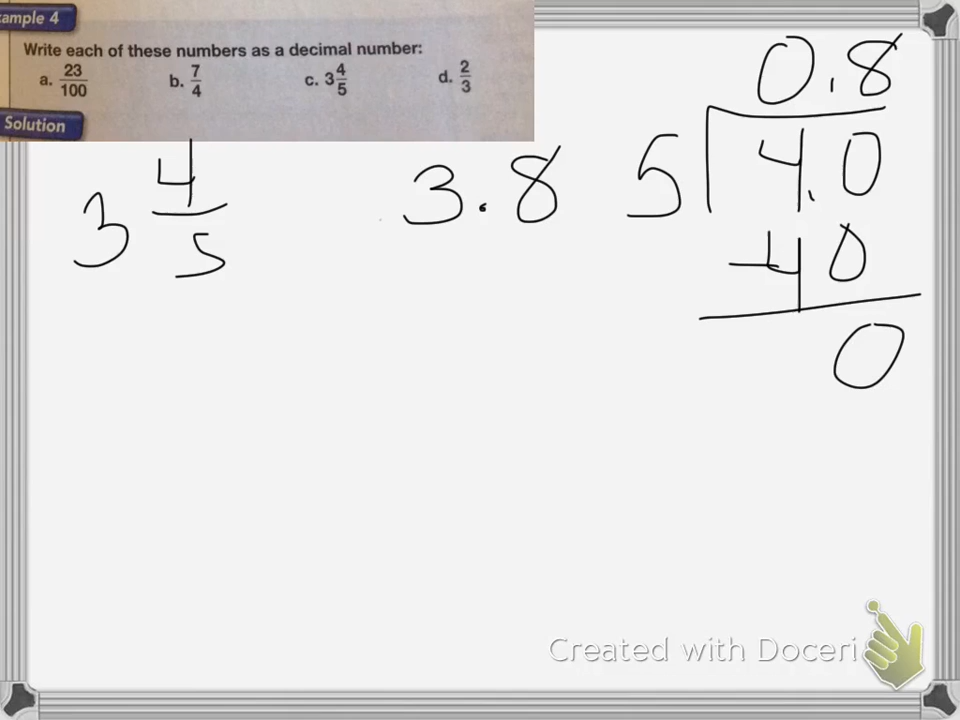 ample 4
Write each of these numbers as a decimal number:
a. 23/100 b. 7/4 c. 3 4/5 d. 2/3
Solution
0.8
3 4/5 3.8 5 4.0
-40
0
Created with Doceri